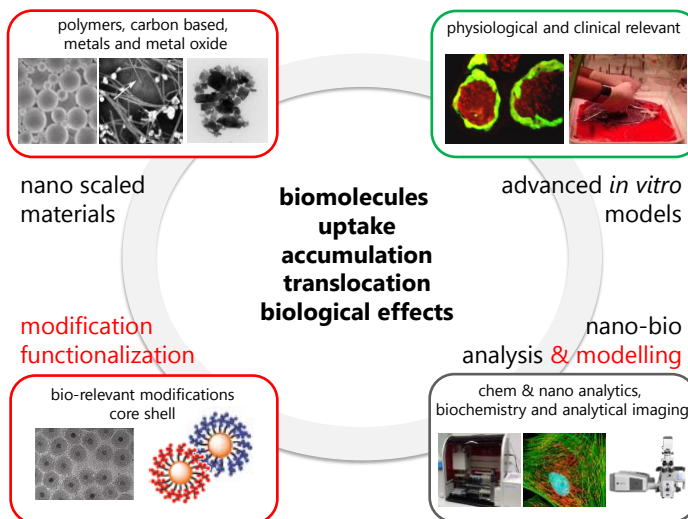 polymers, carbon based,
metals and metal oxide
physiological and clinical relevant
nano scaled
materials
advanced in vitro
models
biomolecules
uptake
accumulation
translocation
biological effects
modification
functionalization
nano-bio
analysis & modelling
bio-relevant modifications
core shell
chem & nano analytics,
biochemistry and analytical imaging